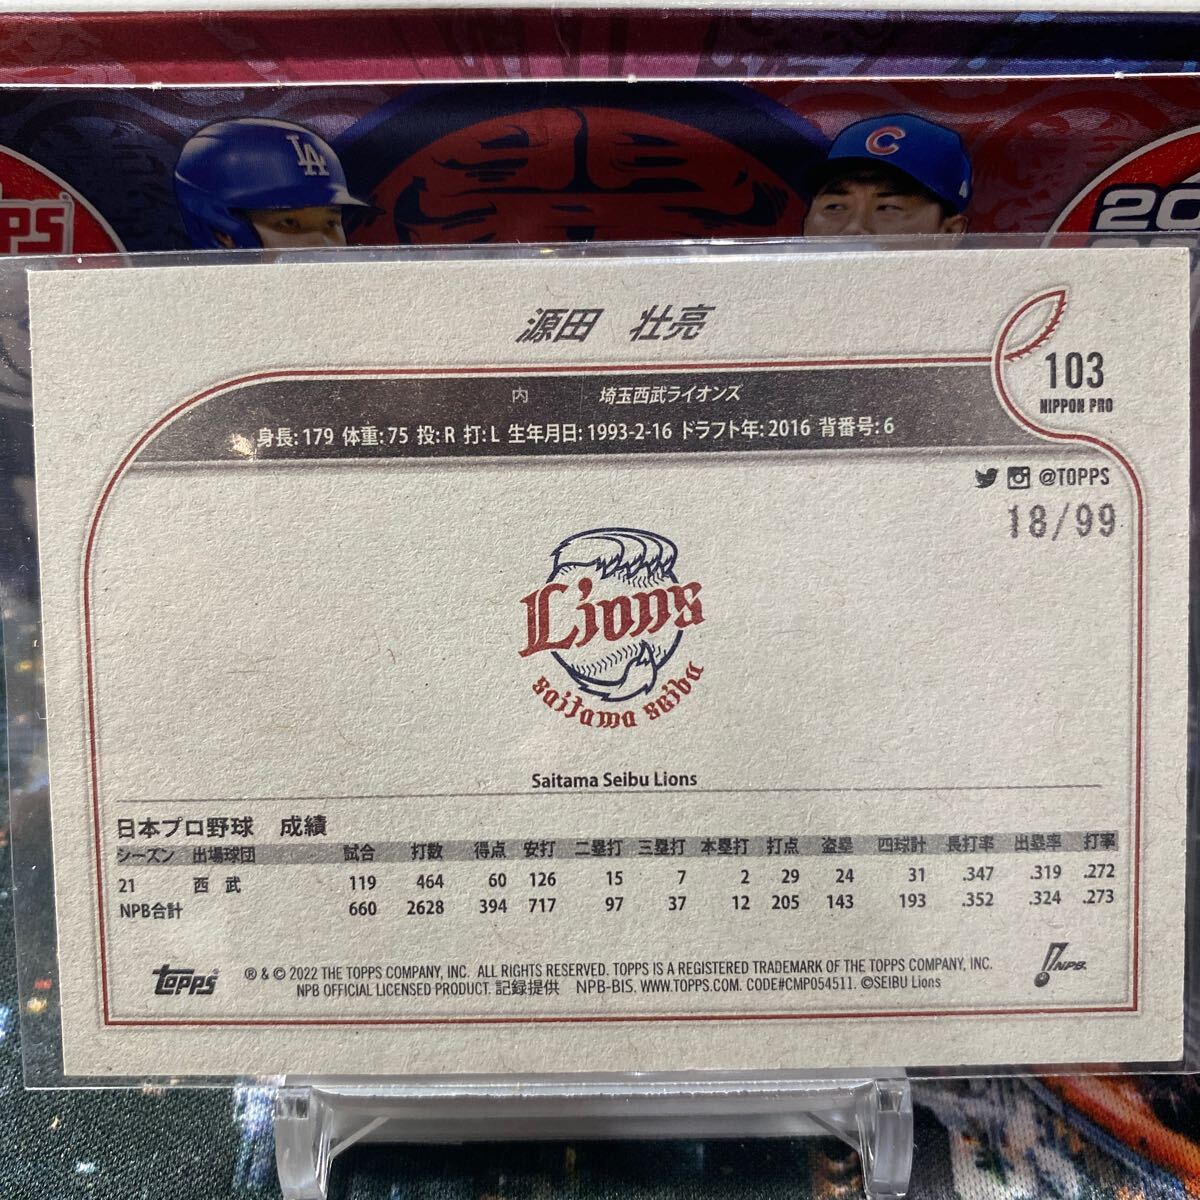 LA
C
PS
20
源田 壮亮
103
NIPPON PRO
内 埼玉西武ライオンズ
身長: 179 体重: 75 投: R 打: L 生年月日: 1993-2-16 ドラフト年: 2016 背番号: 6
@TOPPS
18/99
Lions
Saitama Seibu
Saitama Seibu Lions
日本プロ野球 成績
シーズン 出場球団 試合 打数 得点 安打 二塁打 三塁打 本塁打 打点 盗塁 四球計 長打率 出塁率 打率
21 西 武 119 464 60 126 15 7 2 29 24 31 .347 .319 .272
NPB合計 660 2628 394 717 97 37 12 205 143 193 .352 .324 .273
TOPPS ® & © 2022 THE TOPPS COMPANY, INC. ALL RIGHTS RESERVED. TOPPS IS A REGISTERED TRADEMARK OF THE TOPPS COMPANY, INC.
NPB OFFICIAL LICENSED PRODUCT. 記録提供 NPB-BIS. WWW.TOPPS.COM. CODE#CMP054511. ©SEIBU Lions
NPB.